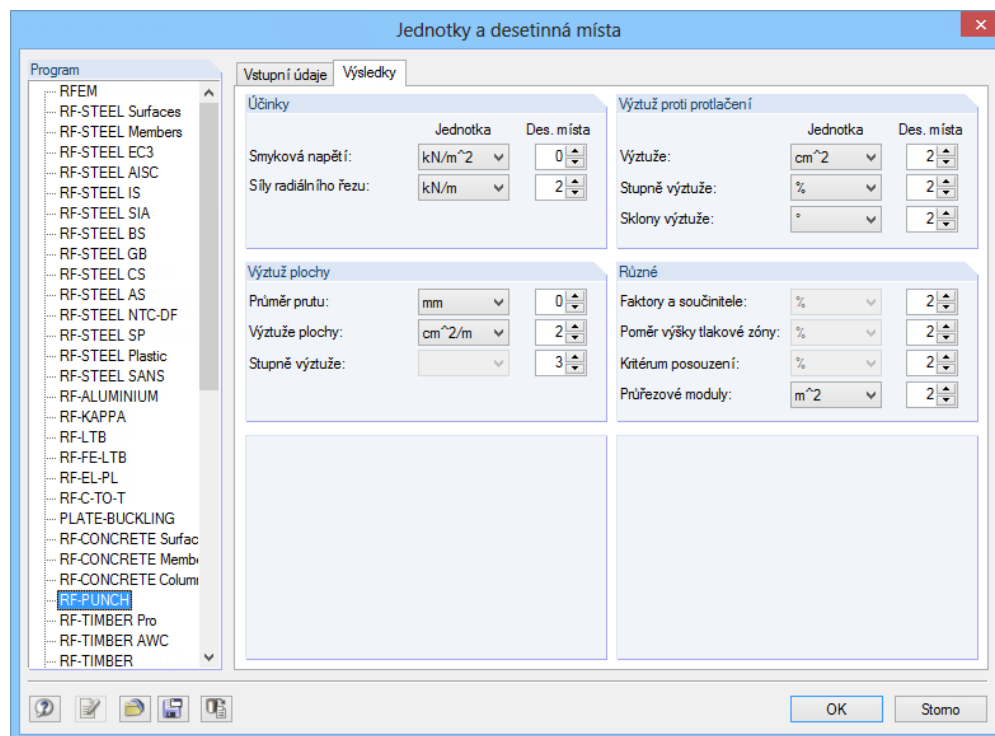 Jednotky a desetinná místa
Program
RFEM
RF-STEEL Surfaces
RF-STEEL Members
RF-STEEL EC3
RF-STEEL AISC
RF-STEEL IS
RF-STEEL SIA
RF-STEEL BS
RF-STEEL GB
RF-STEEL CS
RF-STEEL AS
RF-STEEL NTC-DF
RF-STEEL SP
RF-STEEL Plastic
RF-STEEL SANS
RF-ALUMINIUM
RF-KAPPA
RF-LTB
RF-FE-LTB
RF-EL-PL
RF-C-TO-T
PLATE-BUCKLING
RF-CONCRETE Surfac
RF-CONCRETE Membe
RF-CONCRETE Column
RF-PUNCH
RF-TIMBER Pro
RF-TIMBER AWC
RF-TIMBER
Vstupní údaje Výsledky
Účinky
Jednotka Des. místa
Smyková napětí: kN/m^2 0
Síly radiálního řezu: kN/m 2
Výztuž proti protlačení
Jednotka Des. místa
Výztuže: cm^2 2
Stupně výztuže: % 2
Sklony výztuže: ° 2
Výztuž plochy
Průměr prutu: mm 0
Výztuže plochy: cm^2/m 2
Stupně výztuže: 3
Různé
Faktory a součinitele: % 2
Poměr výšky tlakové zóny: % 2
Kritérum posouzení: % 2
Průřezové moduly: m^2 2
OK Storno